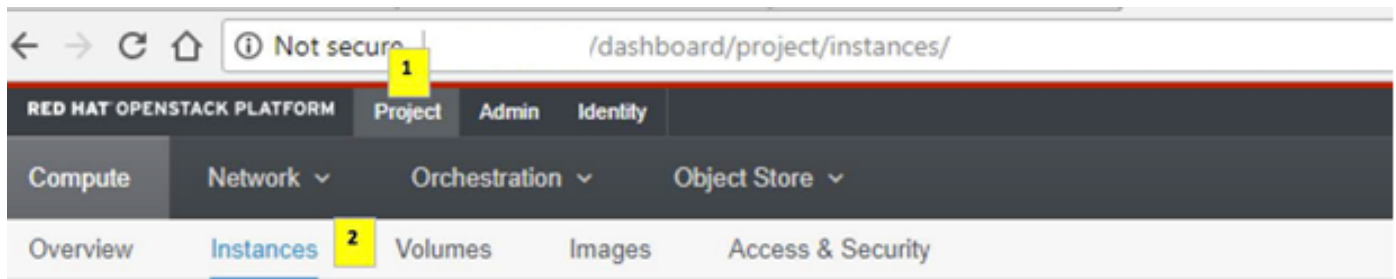 Not secure /dashboard/project/instances/
1
RED HAT OPENSTACK PLATFORM Project Admin Identity
Compute Network Orchestration Object Store
Overview Instances 2 Volumes Images Access & Security